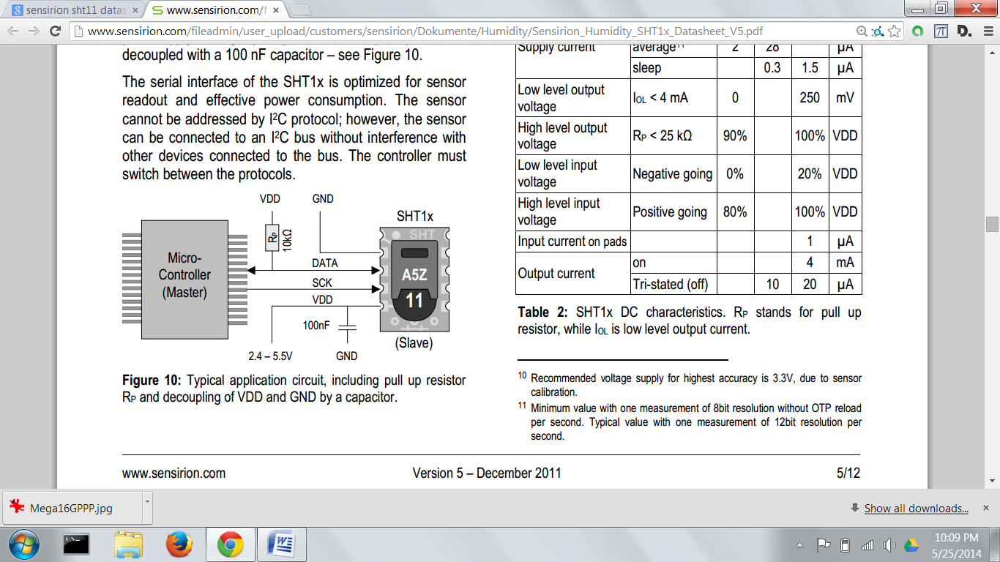 sensirion sht11 datas
www.sensirion.com/f
www.sensirion.com/fileadmin/user_upload/customers/sensirion/Dokumente/Humidity/Sensirion_Humidity_SHT1x_Datasheet_V5.pdf
decoupled with a 100 nF capacitor – see Figure 10.
The serial interface of the SHT1x is optimized for sensor
readout and effective power consumption. The sensor
cannot be addressed by I²C protocol; however, the sensor
can be connected to an I²C bus without interference with
other devices connected to the bus. The controller must
switch between the protocols.
VDD GND
SHT1x
SHT
RP
10kΩ
Micro-
Controller
(Master)
DATA
SCK
VDD
A5Z
11
100nF
(Slave)
2.4 – 5.5V GND
Figure 10: Typical application circuit, including pull up resistor
RP and decoupling of VDD and GND by a capacitor.
Supply current average¹¹ 2 28 µA
sleep 0.3 1.5 µA
Low level output
voltage IOL < 4 mA 0 250 mV
High level output
voltage RP < 25 kΩ 90% 100% VDD
Low level input
voltage Negative going 0% 20% VDD
High level input
voltage Positive going 80% 100% VDD
Input current on pads 1 µA
Output current on 4 mA
Tri-stated (off) 10 20 µA
Table 2: SHT1x DC characteristics. RP stands for pull up
resistor, while IOL is low level output current.
10 Recommended voltage supply for highest accuracy is 3.3V, due to sensor
calibration.
11 Minimum value with one measurement of 8bit resolution without OTP reload
per second. Typical value with one measurement of 12bit resolution per
second.
www.sensirion.com Version 5 – December 2011 5/12
Mega16GPPP.jpg
Show all downloads...
10:09 PM
5/25/2014